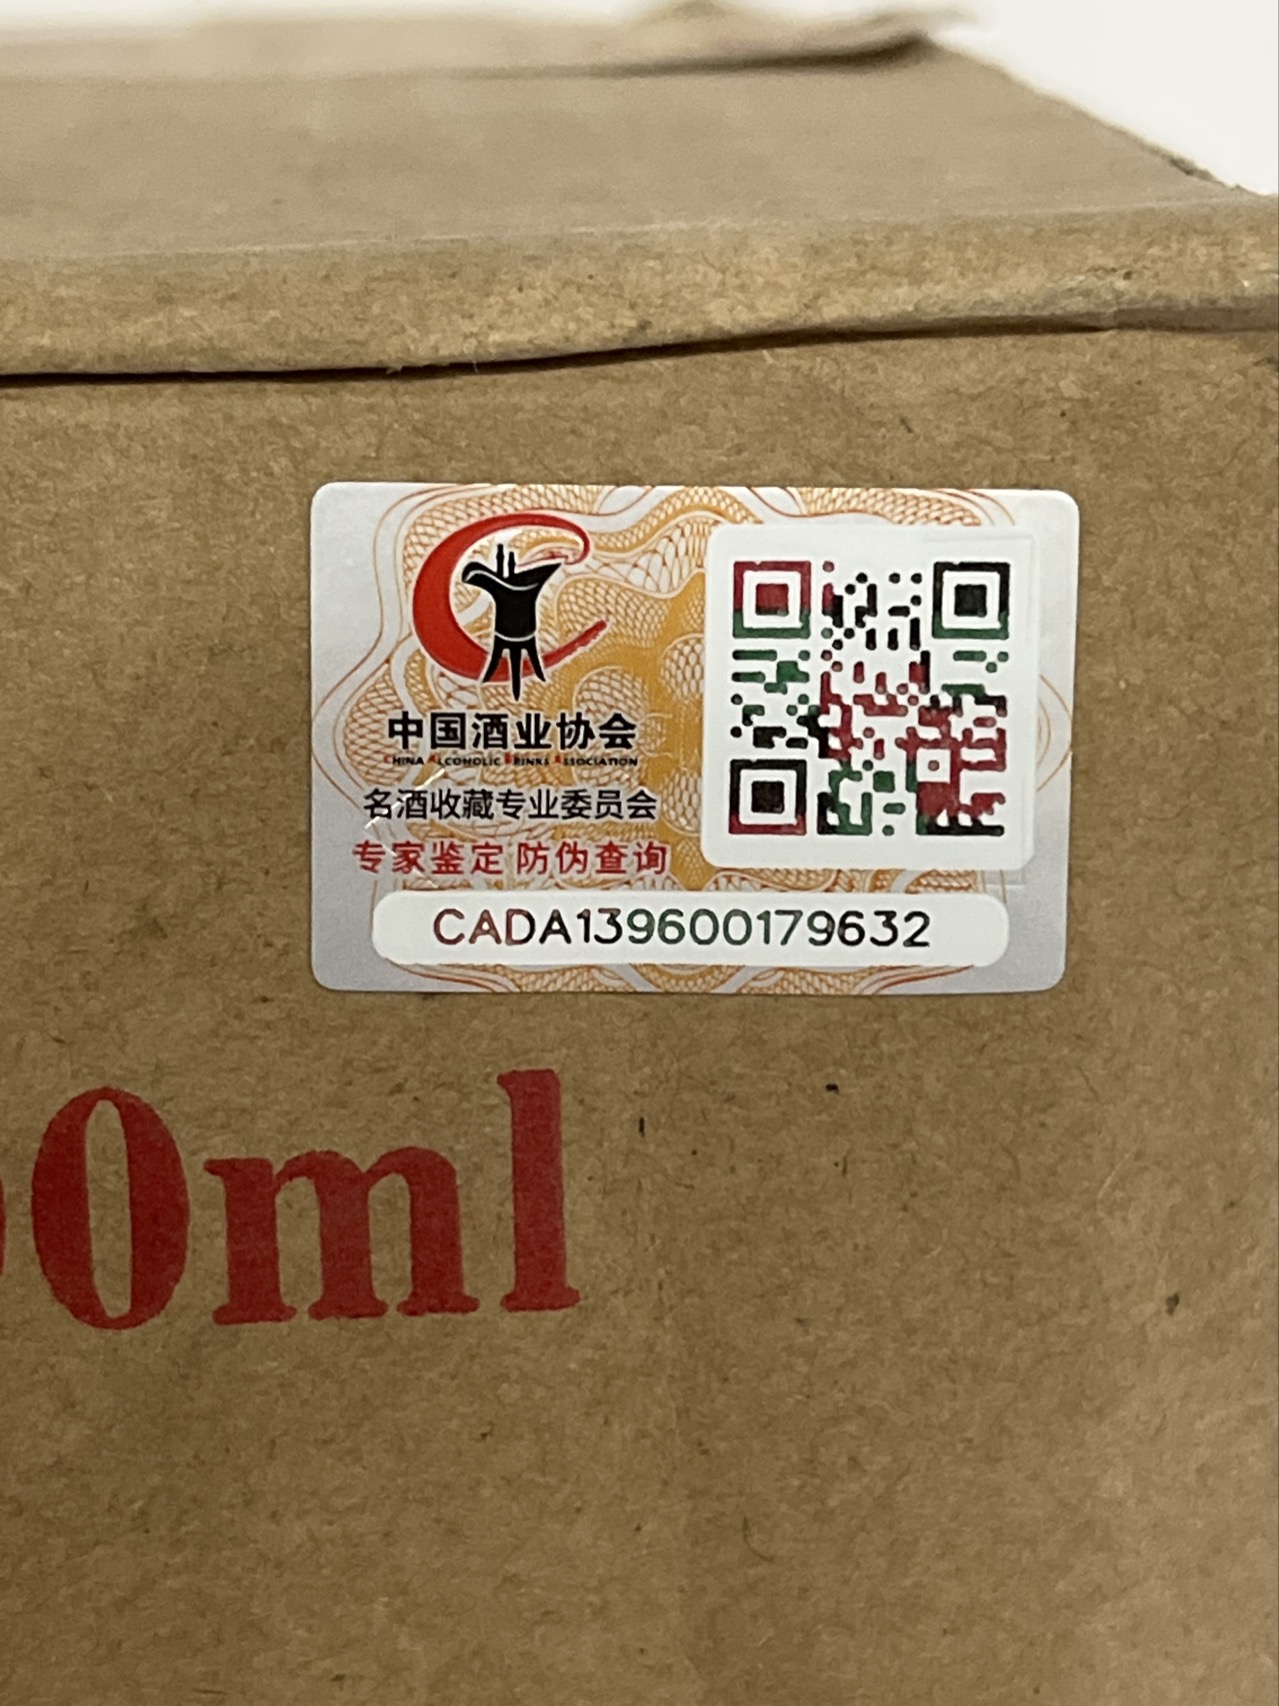 中国酒业协会
CHINA ALCOHOLIC DRINKS ASSOCIATION
名酒收藏专业委员会
专家鉴定 防伪查询
CADA139600179632
0ml